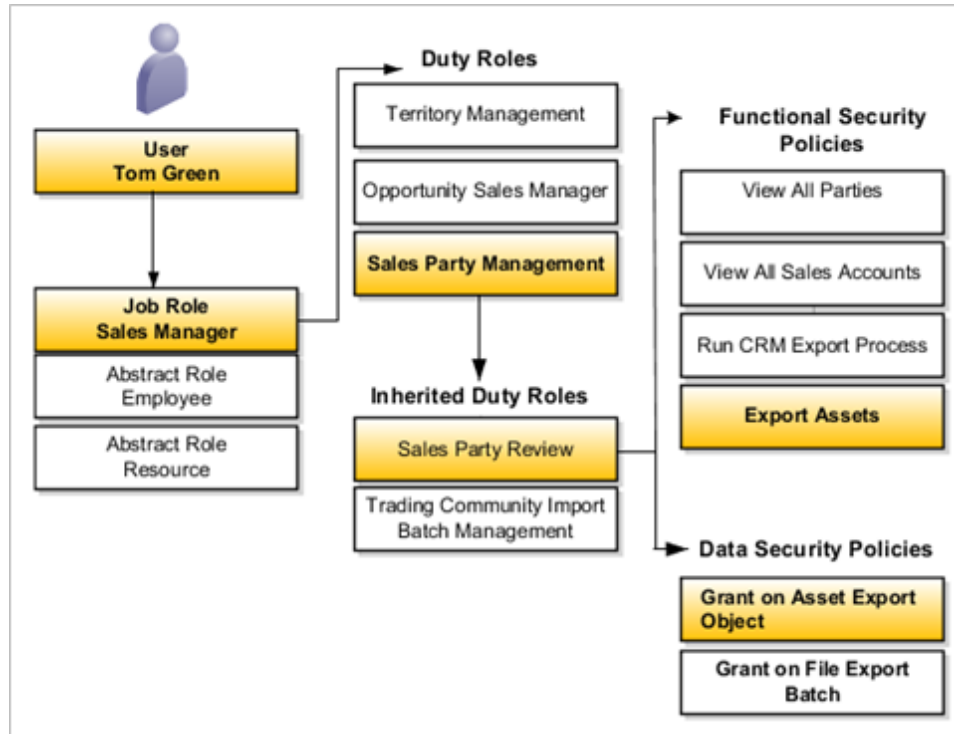 User
Tom Green
Job Role
Sales Manager
Abstract Role
Employee
Abstract Role
Resource
Duty Roles
Territory Management
Opportunity Sales Manager
Sales Party Management
Inherited Duty Roles
Sales Party Review
Trading Community Import
Batch Management
Functional Security
Policies
View All Parties
View All Sales Accounts
Run CRM Export Process
Export Assets
Data Security Policies
Grant on Asset Export
Object
Grant on File Export
Batch